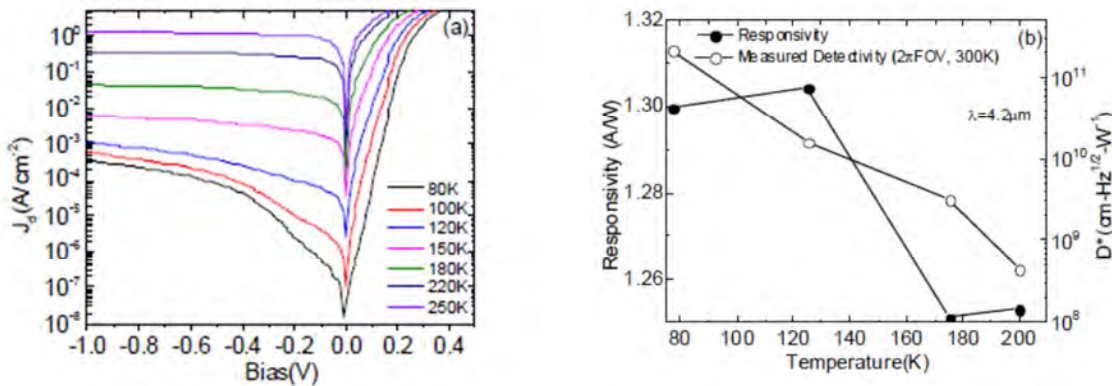 (a)
10⁰
10⁻¹
10⁻²
10⁻³
10⁻⁴
10⁻⁵
10⁻⁶
10⁻⁷
10⁻⁸
J_d(A/cm⁻²)
80K
100K
120K
150K
180K
220K
250K
-1.0 -0.8 -0.6 -0.4 -0.2 0.0 0.2 0.4
Bias(V)
(b)
Responsivity
Measured Detectivity (2πFOV, 300K)
λ=4.2μm
1.32
1.30
1.28
1.26
Responsivity (A/W)
10¹¹
10¹⁰
10⁹
10⁸
D*(cm-Hz^1/2-W⁻¹)
80 100 120 140 160 180 200
Temperature(K)